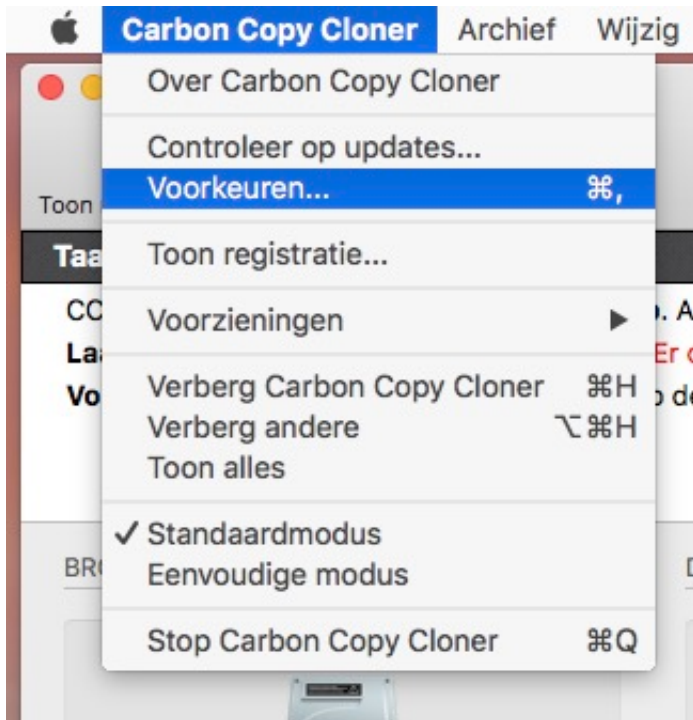 Carbon Copy Cloner Archief Wijzig
Over Carbon Copy Cloner
Controleer op updates...
Voorkeuren... ⌘,
Toon
Toon registratie...
Voorzieningen ▶
Verberg Carbon Copy Cloner ⌘H
Verberg andere ⌥⌘H
Toon alles
✓ Standaardmodus
Eenvoudige modus
Stop Carbon Copy Cloner ⌘Q